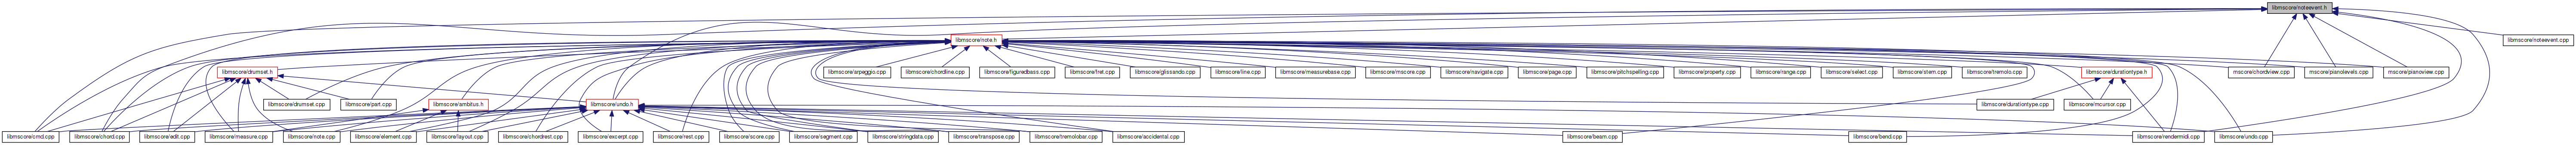 libmscore/noteevent.h
libmscore/note.h
libmscore/noteevent.cpp
libmscore/drumset.h
libmscore/arpeggio.cpp
libmscore/chordline.cpp
libmscore/figuredbass.cpp
libmscore/fret.cpp
libmscore/glissando.cpp
libmscore/line.cpp
libmscore/measurebase.cpp
libmscore/mscore.cpp
libmscore/navigate.cpp
libmscore/page.cpp
libmscore/pitchspelling.cpp
libmscore/property.cpp
libmscore/range.cpp
libmscore/select.cpp
libmscore/stem.cpp
libmscore/tremolo.cpp
libmscore/durationtype.h
mscore/chordview.cpp
mscore/pianolevels.cpp
mscore/pianoview.cpp
libmscore/drumset.cpp
libmscore/part.cpp
libmscore/ambitus.h
libmscore/undo.h
libmscore/durationtype.cpp
libmscore/mcursor.cpp
libmscore/cmd.cpp
libmscore/chord.cpp
libmscore/edit.cpp
libmscore/measure.cpp
libmscore/note.cpp
libmscore/element.cpp
libmscore/layout.cpp
libmscore/chordrest.cpp
libmscore/excerpt.cpp
libmscore/rest.cpp
libmscore/score.cpp
libmscore/segment.cpp
libmscore/stringdata.cpp
libmscore/transpose.cpp
libmscore/tremolobar.cpp
libmscore/accidental.cpp
libmscore/beam.cpp
libmscore/bend.cpp
libmscore/rendermidi.cpp
libmscore/undo.cpp